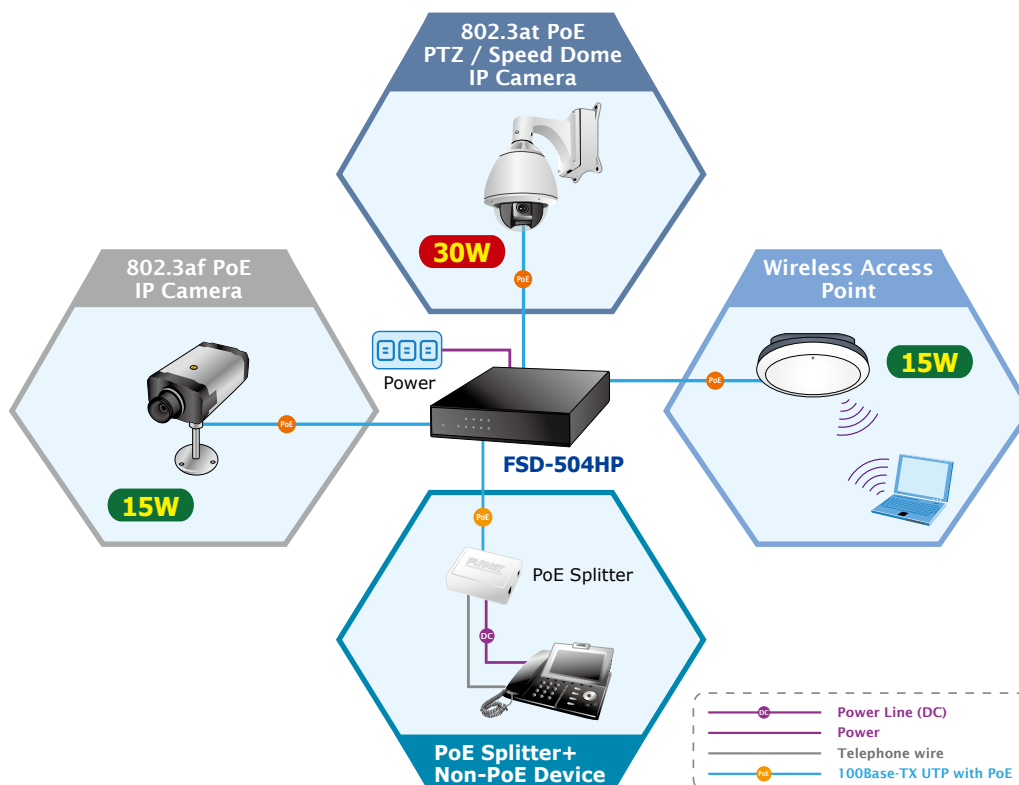 802.3at PoE
PTZ / Speed Dome
IP Camera
30W
PoE
802.3af PoE
IP Camera
15W
PoE
Wireless Access
Point
15W
PoE
Power
FSD-504HP
PoE
PLANET
PoE Splitter
DC
PoE Splitter+
Non-PoE Device
DC
Power Line (DC)
Power
Telephone wire
PoE
100Base-TX UTP with PoE